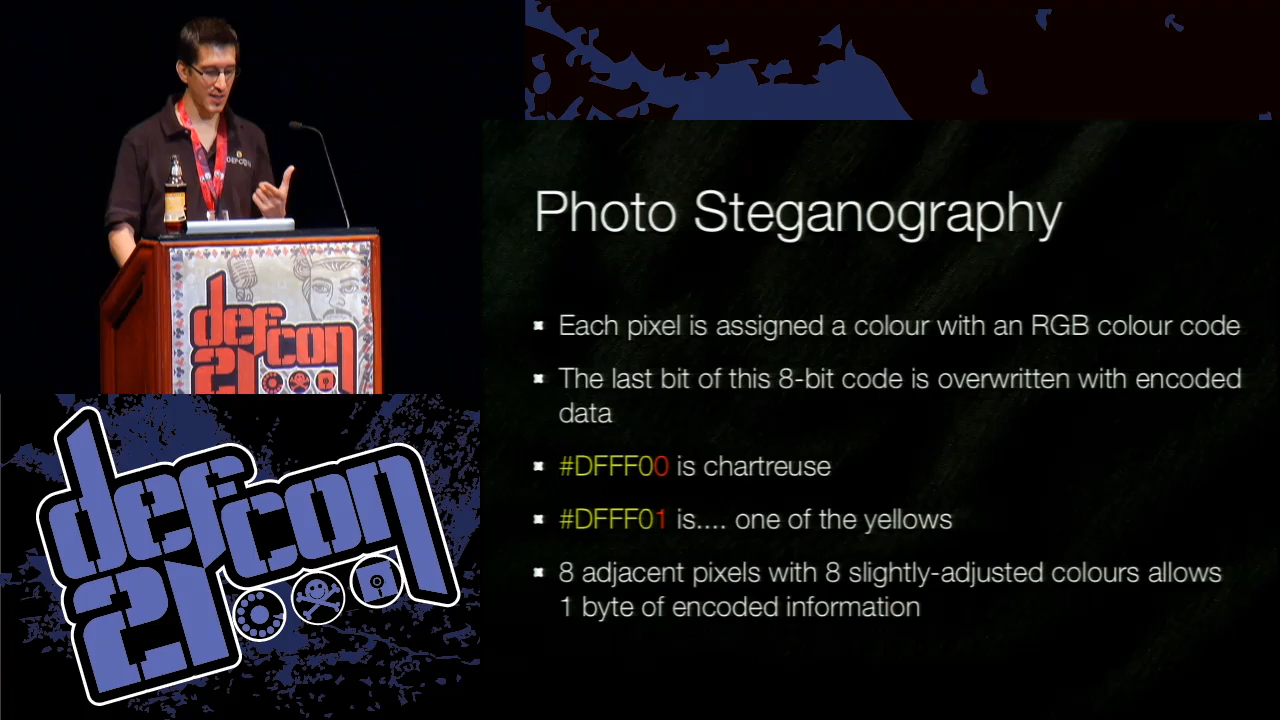 DEFCON
defcon
21
defcon
21
Photo Steganography
Each pixel is assigned a colour with an RGB colour code
The last bit of this 8-bit code is overwritten with encoded
data
#DFFF00 is chartreuse
#DFFF01 is.... one of the yellows
8 adjacent pixels with 8 slightly-adjusted colours allows
1 byte of encoded information